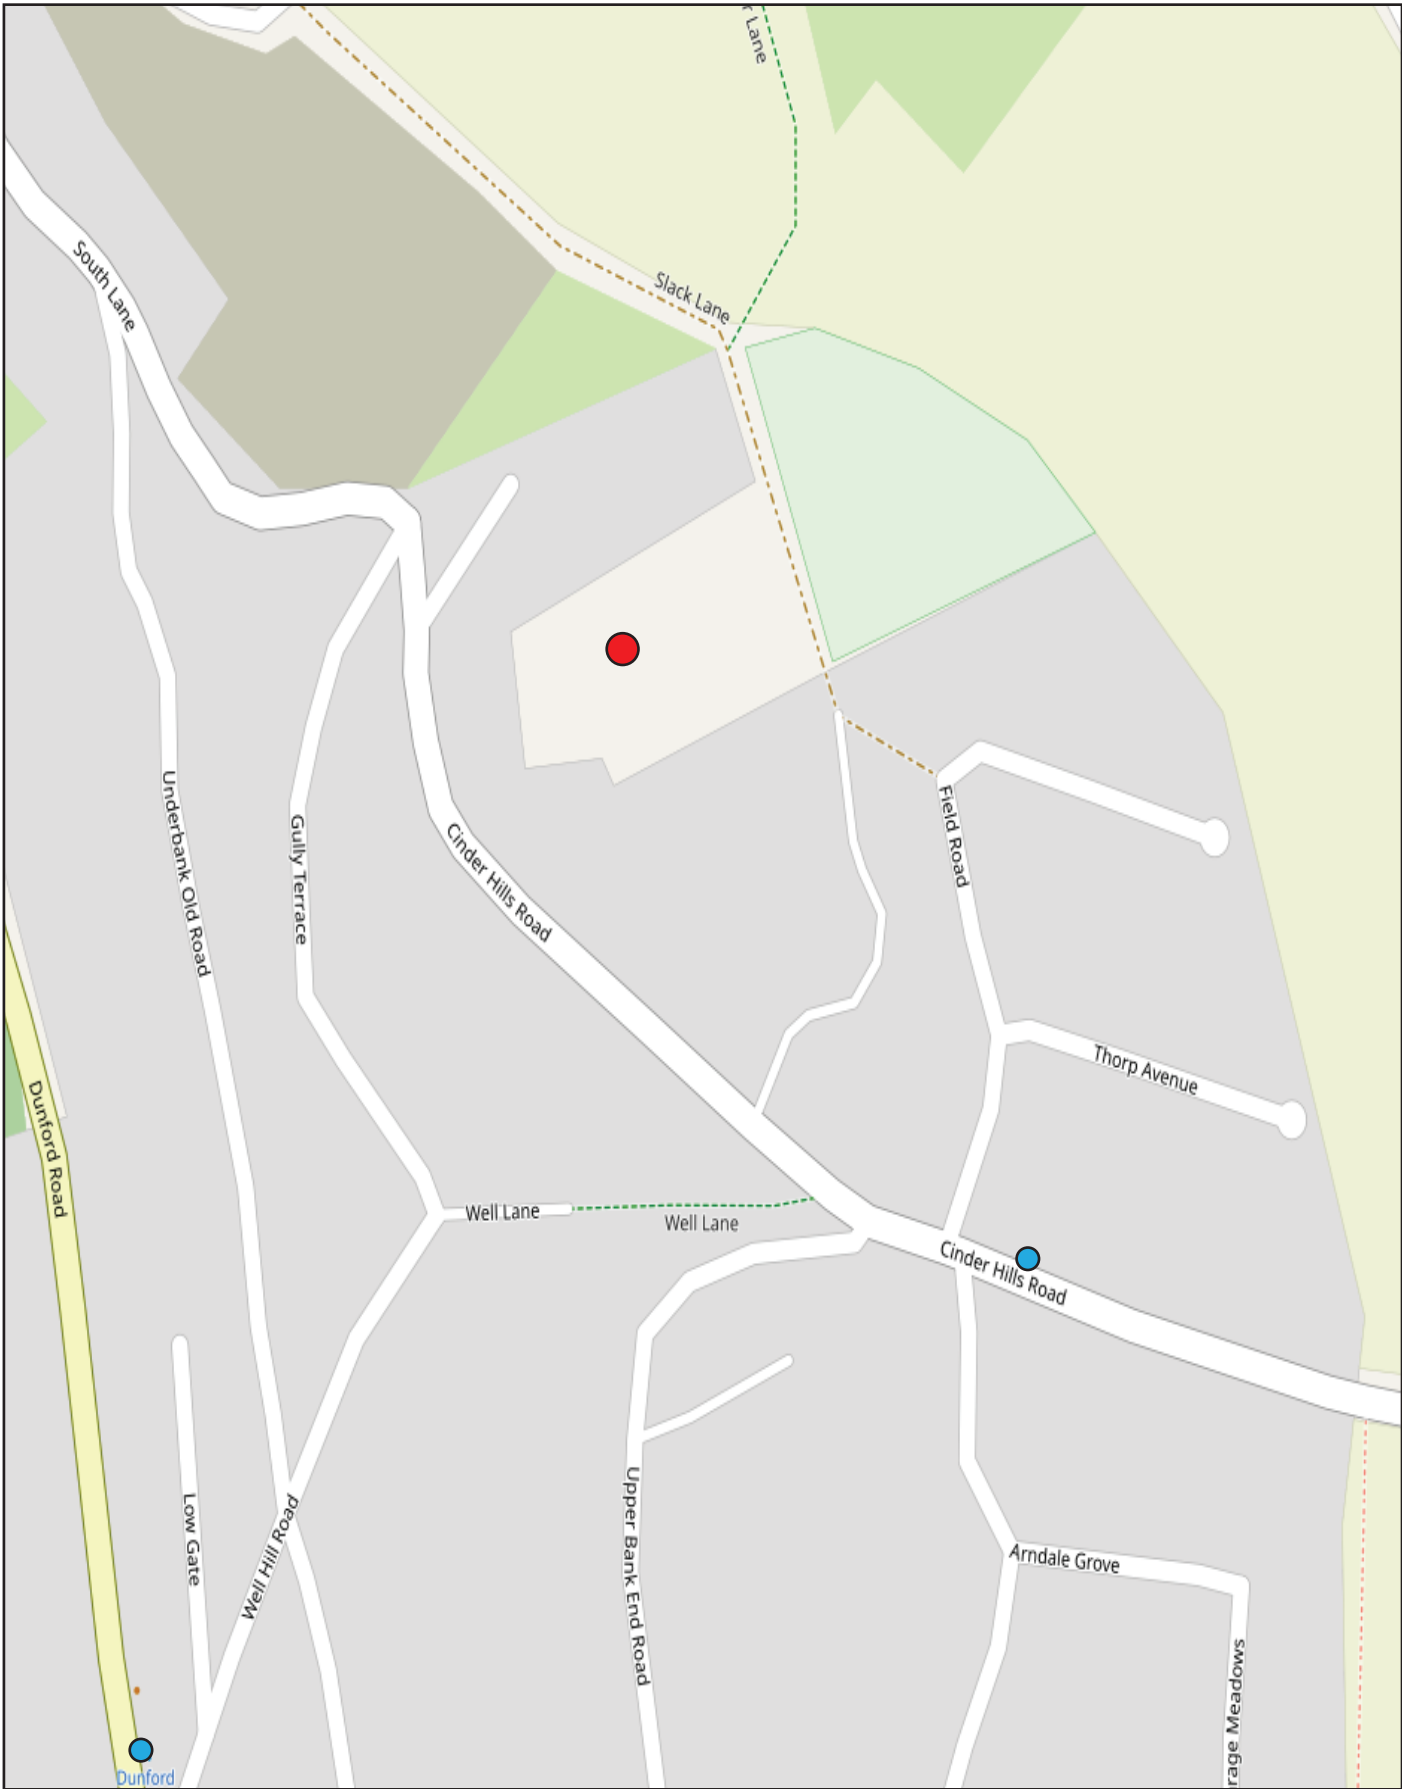 Lane
Slack Lane
South Lane
Underbank Old Road
Gully Terrace
Cinder Hills Road
Field Road
Thorp Avenue
Dunford Road
Well Lane
Well Lane
Cinder Hills Road
Low Gate
Well Hill Road
Upper Bank End Road
Arndale Grove
rage Meadows
Dunford